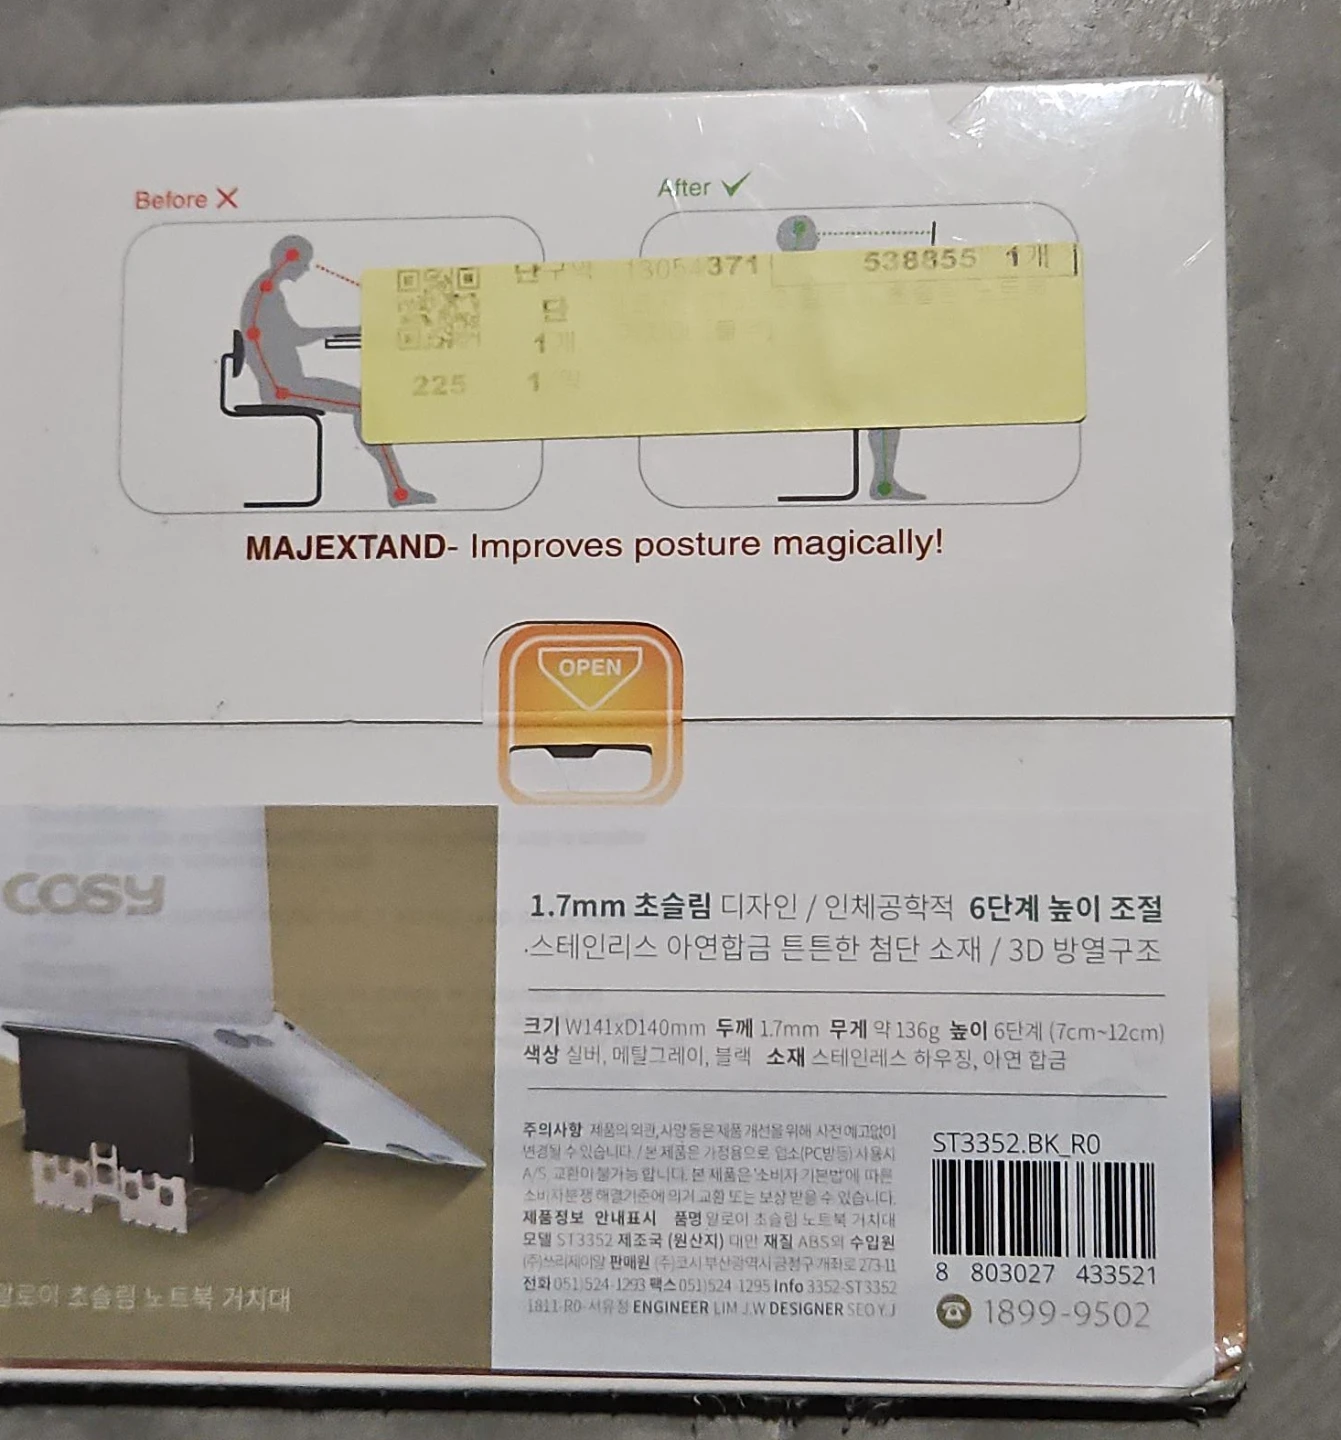 Before
After
371 538855 1개
단
1개
225 1
MAJEXTAND- Improves posture magically!
OPEN
cosy
1.7mm 초슬림 디자인 / 인체공학적 6단계 높이 조절
·스테인리스 아연합금 튼튼한 첨단 소재 / 3D 방열구조
크기 W141xD140mm 두께 1.7mm 무게 약 136g 높이 6단계 (7cm~12cm)
색상 실버, 메탈그레이, 블랙 소재 스테인레스 하우징, 아연 합금
주의사항 제품의 외관, 사양 등은 제품 개선을 위해 사전 예고없이
변경될 수 있습니다. / 본 제품은 가정용으로 업소(PC방등) 사용시
A/S, 교환이 불가능 합니다. 본 제품은 '소비자 기본법'에 따른
소비자분쟁 해결기준에 의거 교환 또는 보상 받을 수 있습니다.
제품정보 안내표시 품명 알로이 초슬림 노트북 거치대
모델 ST3352 제조국 (원산지) 대만 재질 ABS외 수입원
(주)쓰리제이알 판매원 (주)코시 부산광역시 금정구 개좌로 273-11
전화 051)524-1293 팩스 051)524-1295 Info 3352-ST3352
1811-R0-서유정 ENGINEER LIM J.W DESIGNER SEO Y.J
ST3352.BK_R0
8 803027 433521
1899-9502
알로이 초슬림 노트북 거치대